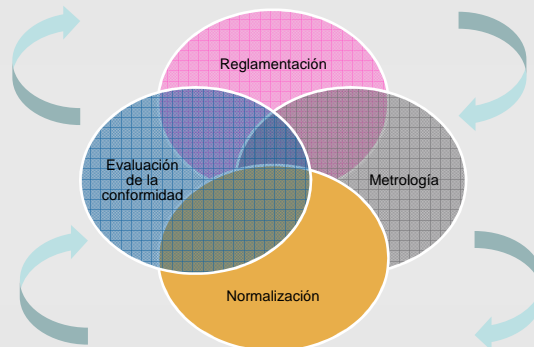 Reglamentación
Evaluación
de la
conformidad
Metrología
Normalización